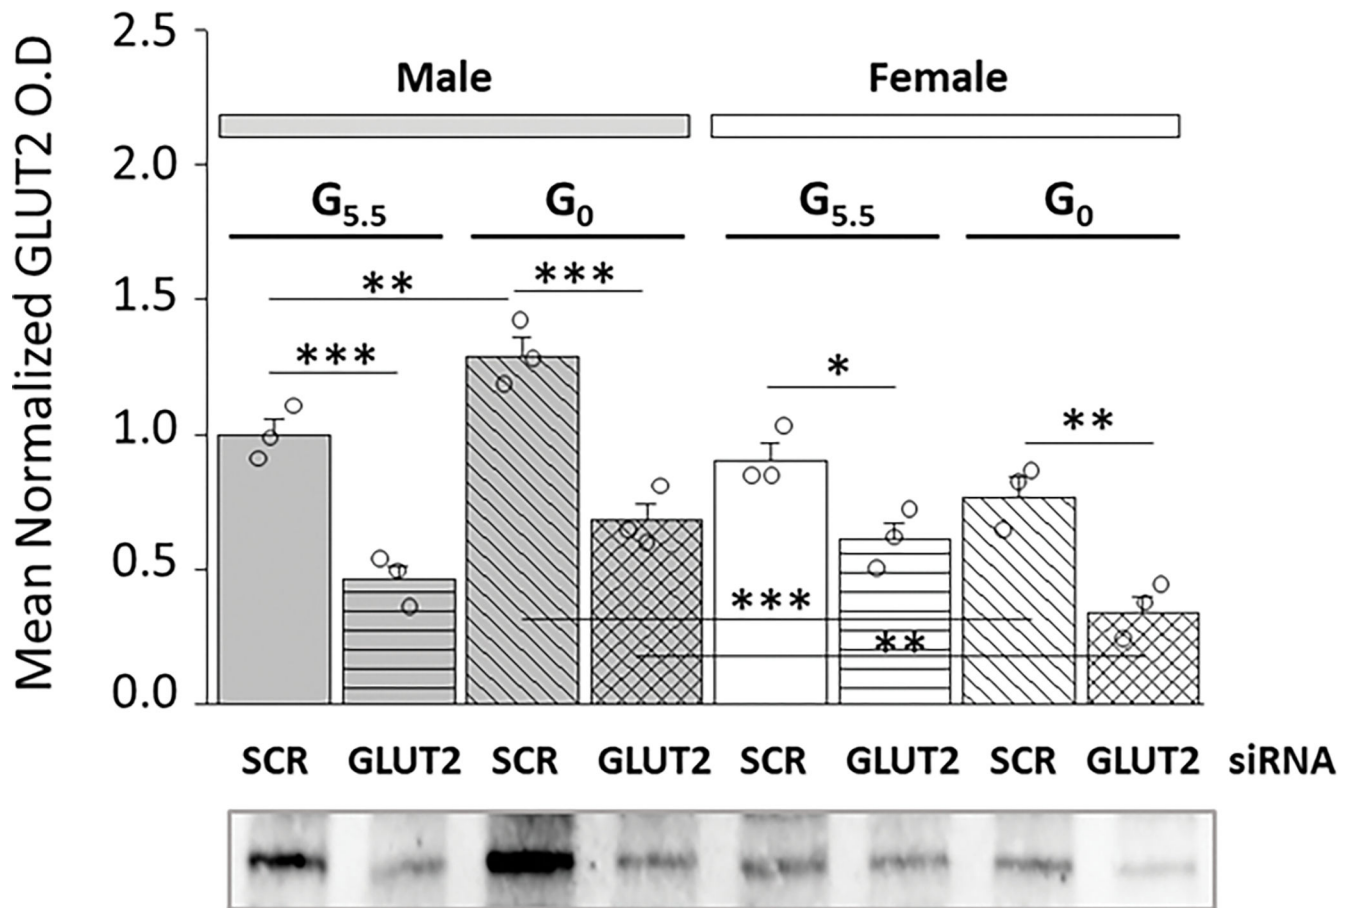 Mean Normalized GLUT2 O.D
2.5
2.0
1.5
1.0
0.5
0.0
Male Female
G5.5 G0 G5.5 G0
** ***
*** *
**
***
**
SCR GLUT2 SCR GLUT2 SCR GLUT2 SCR GLUT2 siRNA